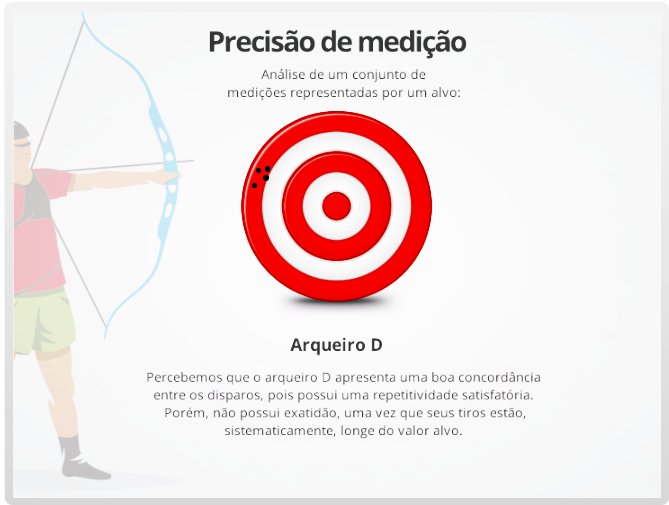 Precisão de medição
Análise de um conjunto de
medições representadas por um alvo:
Arqueiro D
Percebemos que o arqueiro D apresenta uma boa concordância
entre os disparos, pois possui uma repetitividade satisfatória.
Porém, não possui exatidão, uma vez que seus tiros estão,
sistematicamente, longe do valor alvo.